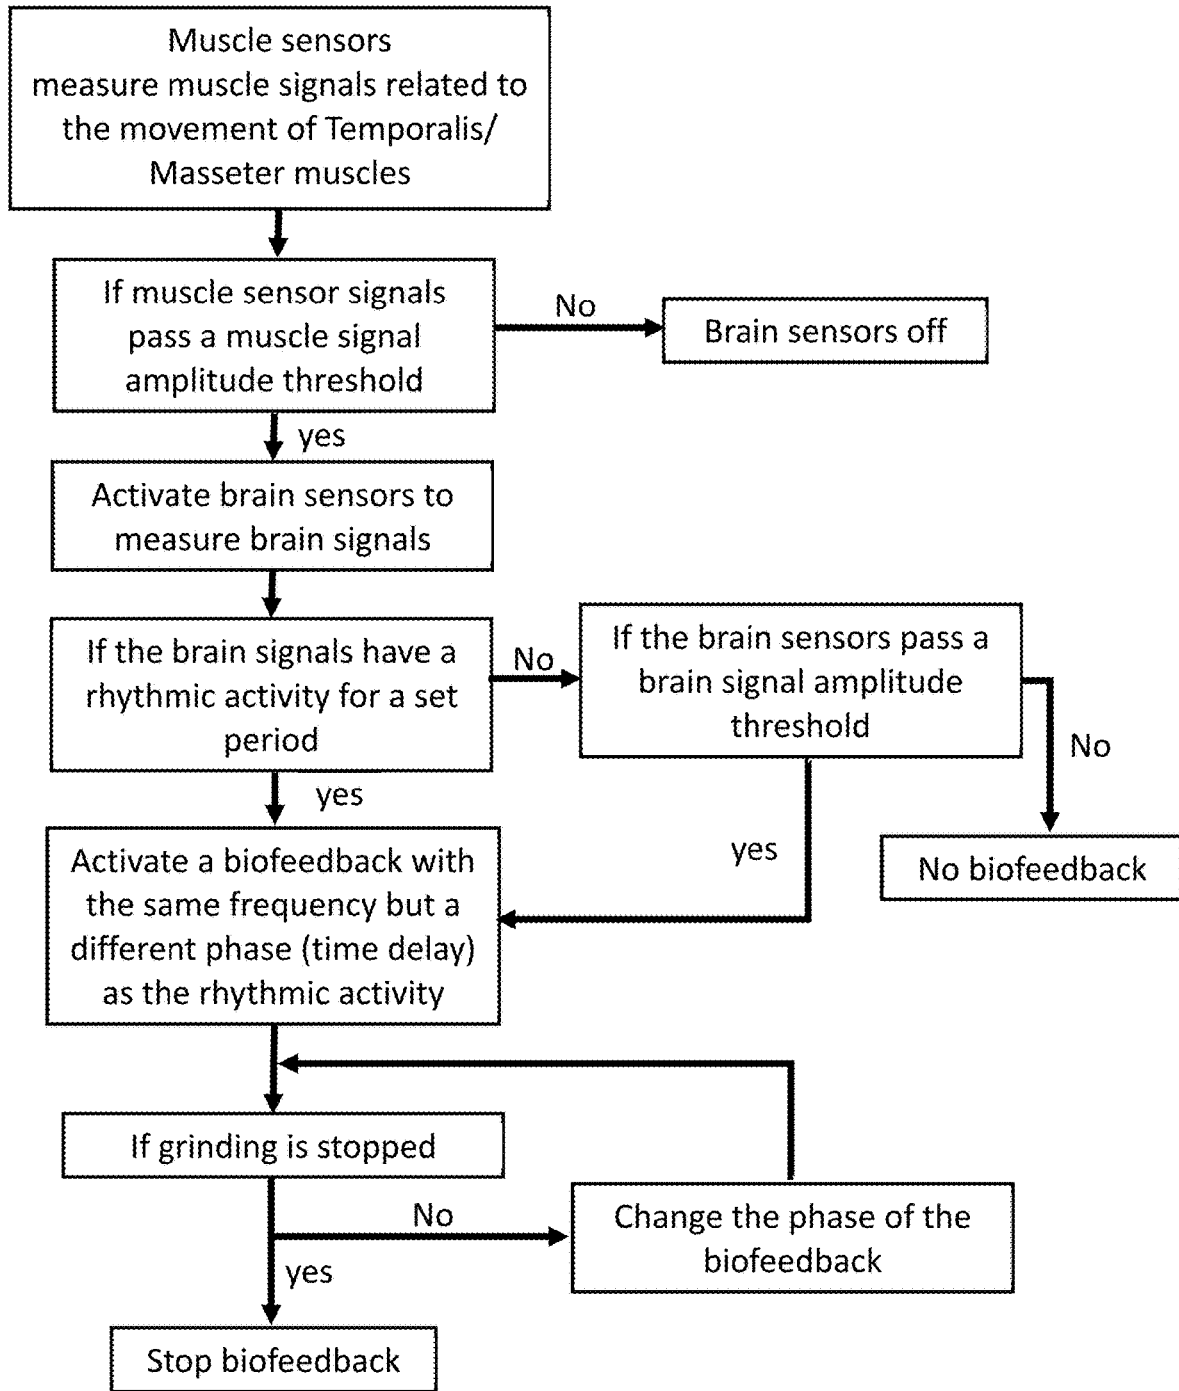 Muscle sensors
measure muscle signals related to
the movement of Temporalis/
Masseter muscles
If muscle sensor signals
pass a muscle signal
amplitude threshold
No
Brain sensors off
yes
Activate brain sensors to
measure brain signals
If the brain signals have a
rhythmic activity for a set
period
No
If the brain sensors pass a
brain signal amplitude
threshold
No
No biofeedback
yes
yes
Activate a biofeedback with
the same frequency but a
different phase (time delay)
as the rhythmic activity
If grinding is stopped
No
Change the phase of the
biofeedback
yes
Stop biofeedback